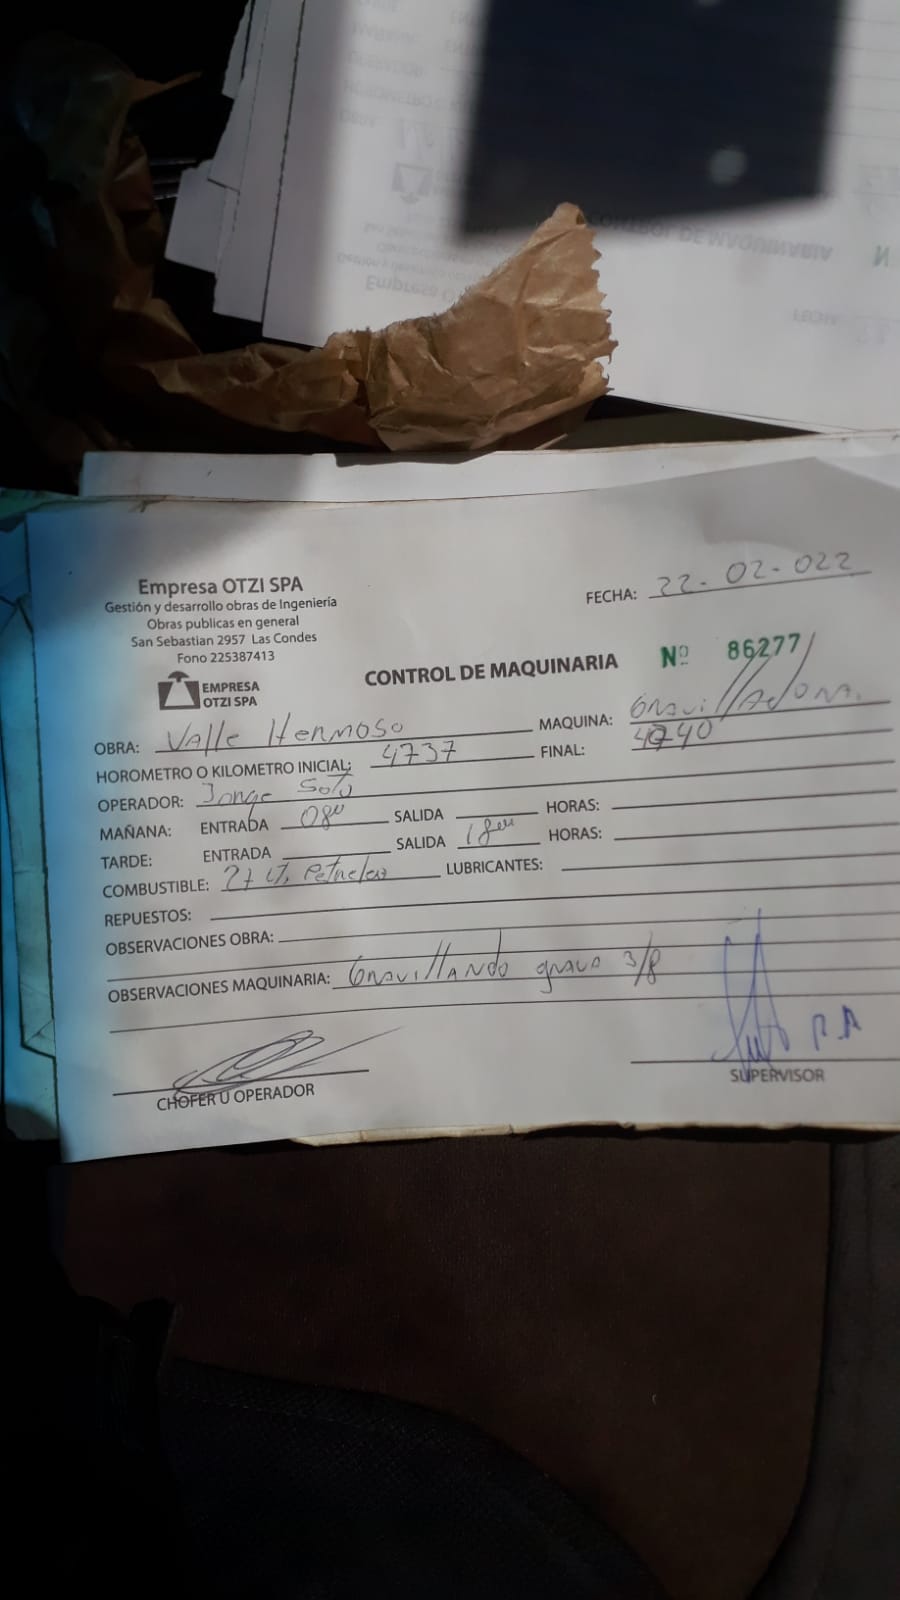 Empresa OTZI SPA
Gestión y desarrollo obras de Ingeniería
Obras publicas en general
San Sebastian 2957 Las Condes
Fono 225387413
EMPRESA
OTZI SPA
FECHA: 22-02-022
CONTROL DE MAQUINARIA Nº 86277
OBRA: Valle Hermoso MAQUINA: Gravilladora.
HOROMETRO O KILOMETRO INICIAL: 4737 FINAL: 4740
OPERADOR: Jorge Soto
MAÑANA: ENTRADA 08 SALIDA HORAS:
TARDE: ENTRADA SALIDA 18 HORAS:
COMBUSTIBLE: Lt, Petroleo LUBRICANTES:
REPUESTOS:
OBSERVACIONES OBRA:
OBSERVACIONES MAQUINARIA: Gravillando grava 3/8
P.A
CHOFER U OPERADOR SUPERVISOR